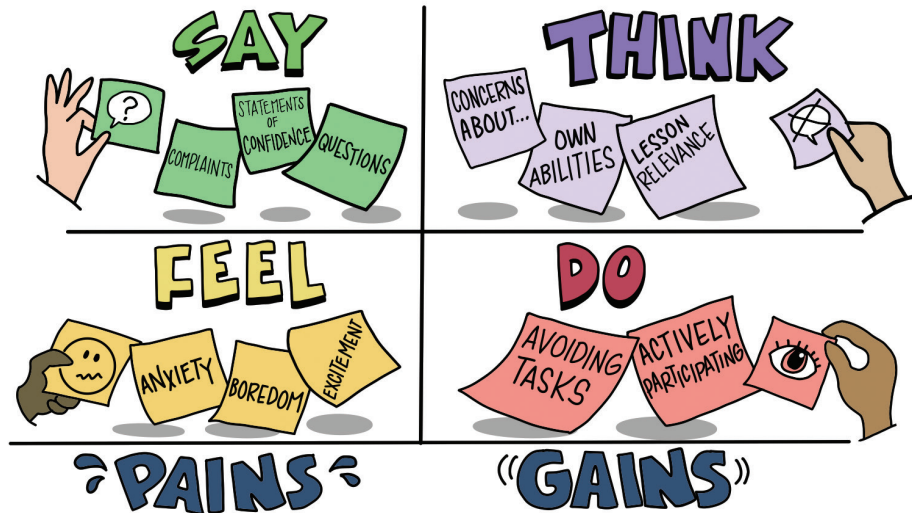 SAY
?
COMPLAINTS
STATEMENTS
OF
CONFIDENCE
QUESTIONS
THINK
CONCERNS
ABOUT...
OWN
ABILITIES
LESSON
RELEVANCE
FEEL
ANXIETY
BOREDOM
EXCITEMENT
DO
AVOIDING
TASKS
ACTIVELY
PARTICIPATING
PAINS
GAINS